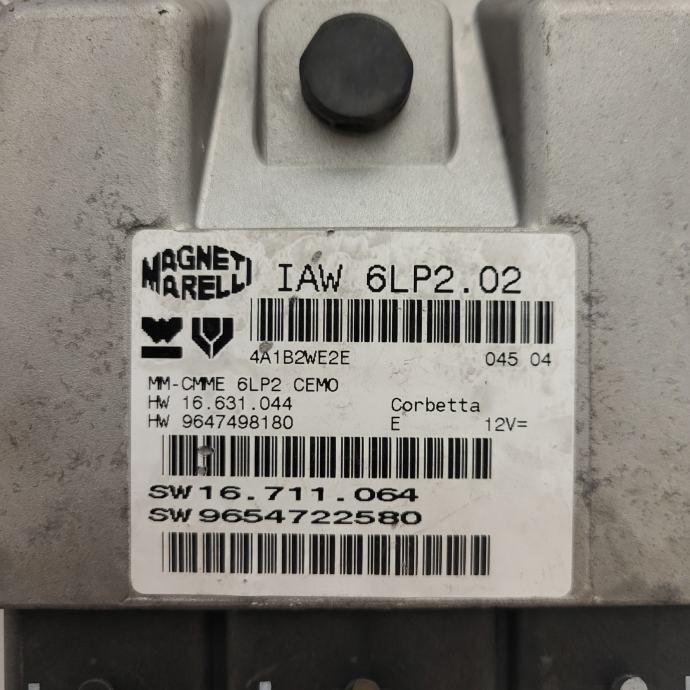 MAGNETI
MARELLI
IAW 6LP2.02
4A1B2WE2E 045 04
MM-CMME 6LP2 CEMO
HW 16.631.044 Corbetta
HW 9647498180 E 12V=
SW 16.711.064
SW 9654722580